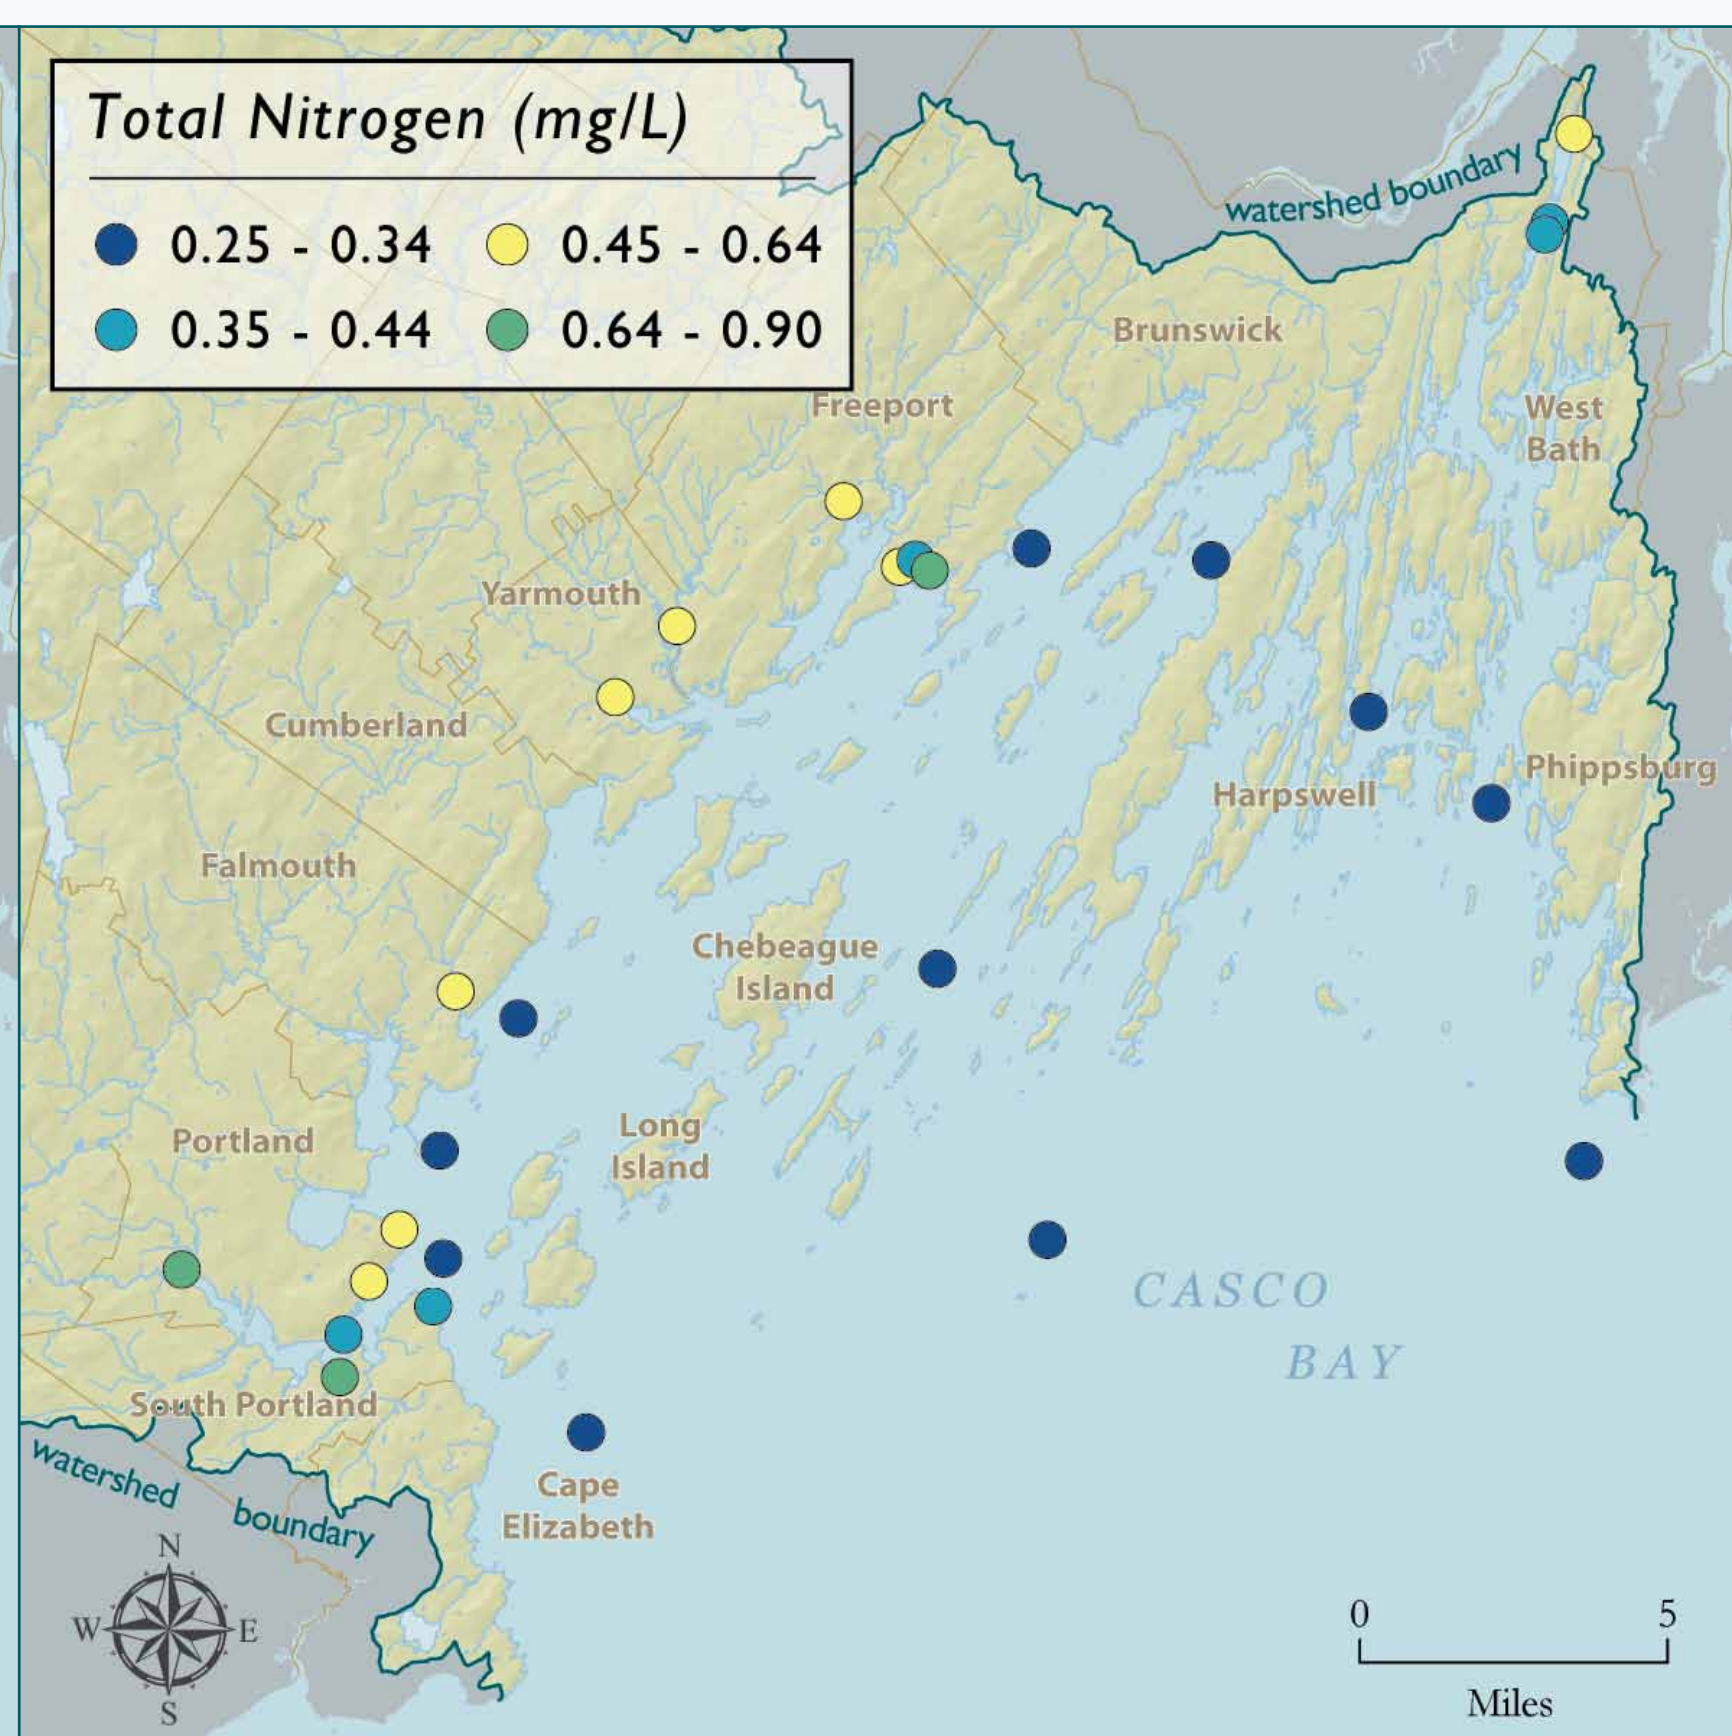 Total Nitrogen (mg/L)
0.25 - 0.34
0.45 - 0.64
0.35 - 0.44
0.64 - 0.90
watershed boundary
Brunswick
Freeport
West
Bath
Yarmouth
Cumberland
Phippsburg
Harpswell
Falmouth
Chebeague
Island
Portland
Long
Island
CASCO
BAY
South Portland
Cape
Elizabeth
watershed boundary
N
W
E
S
0
5
Miles